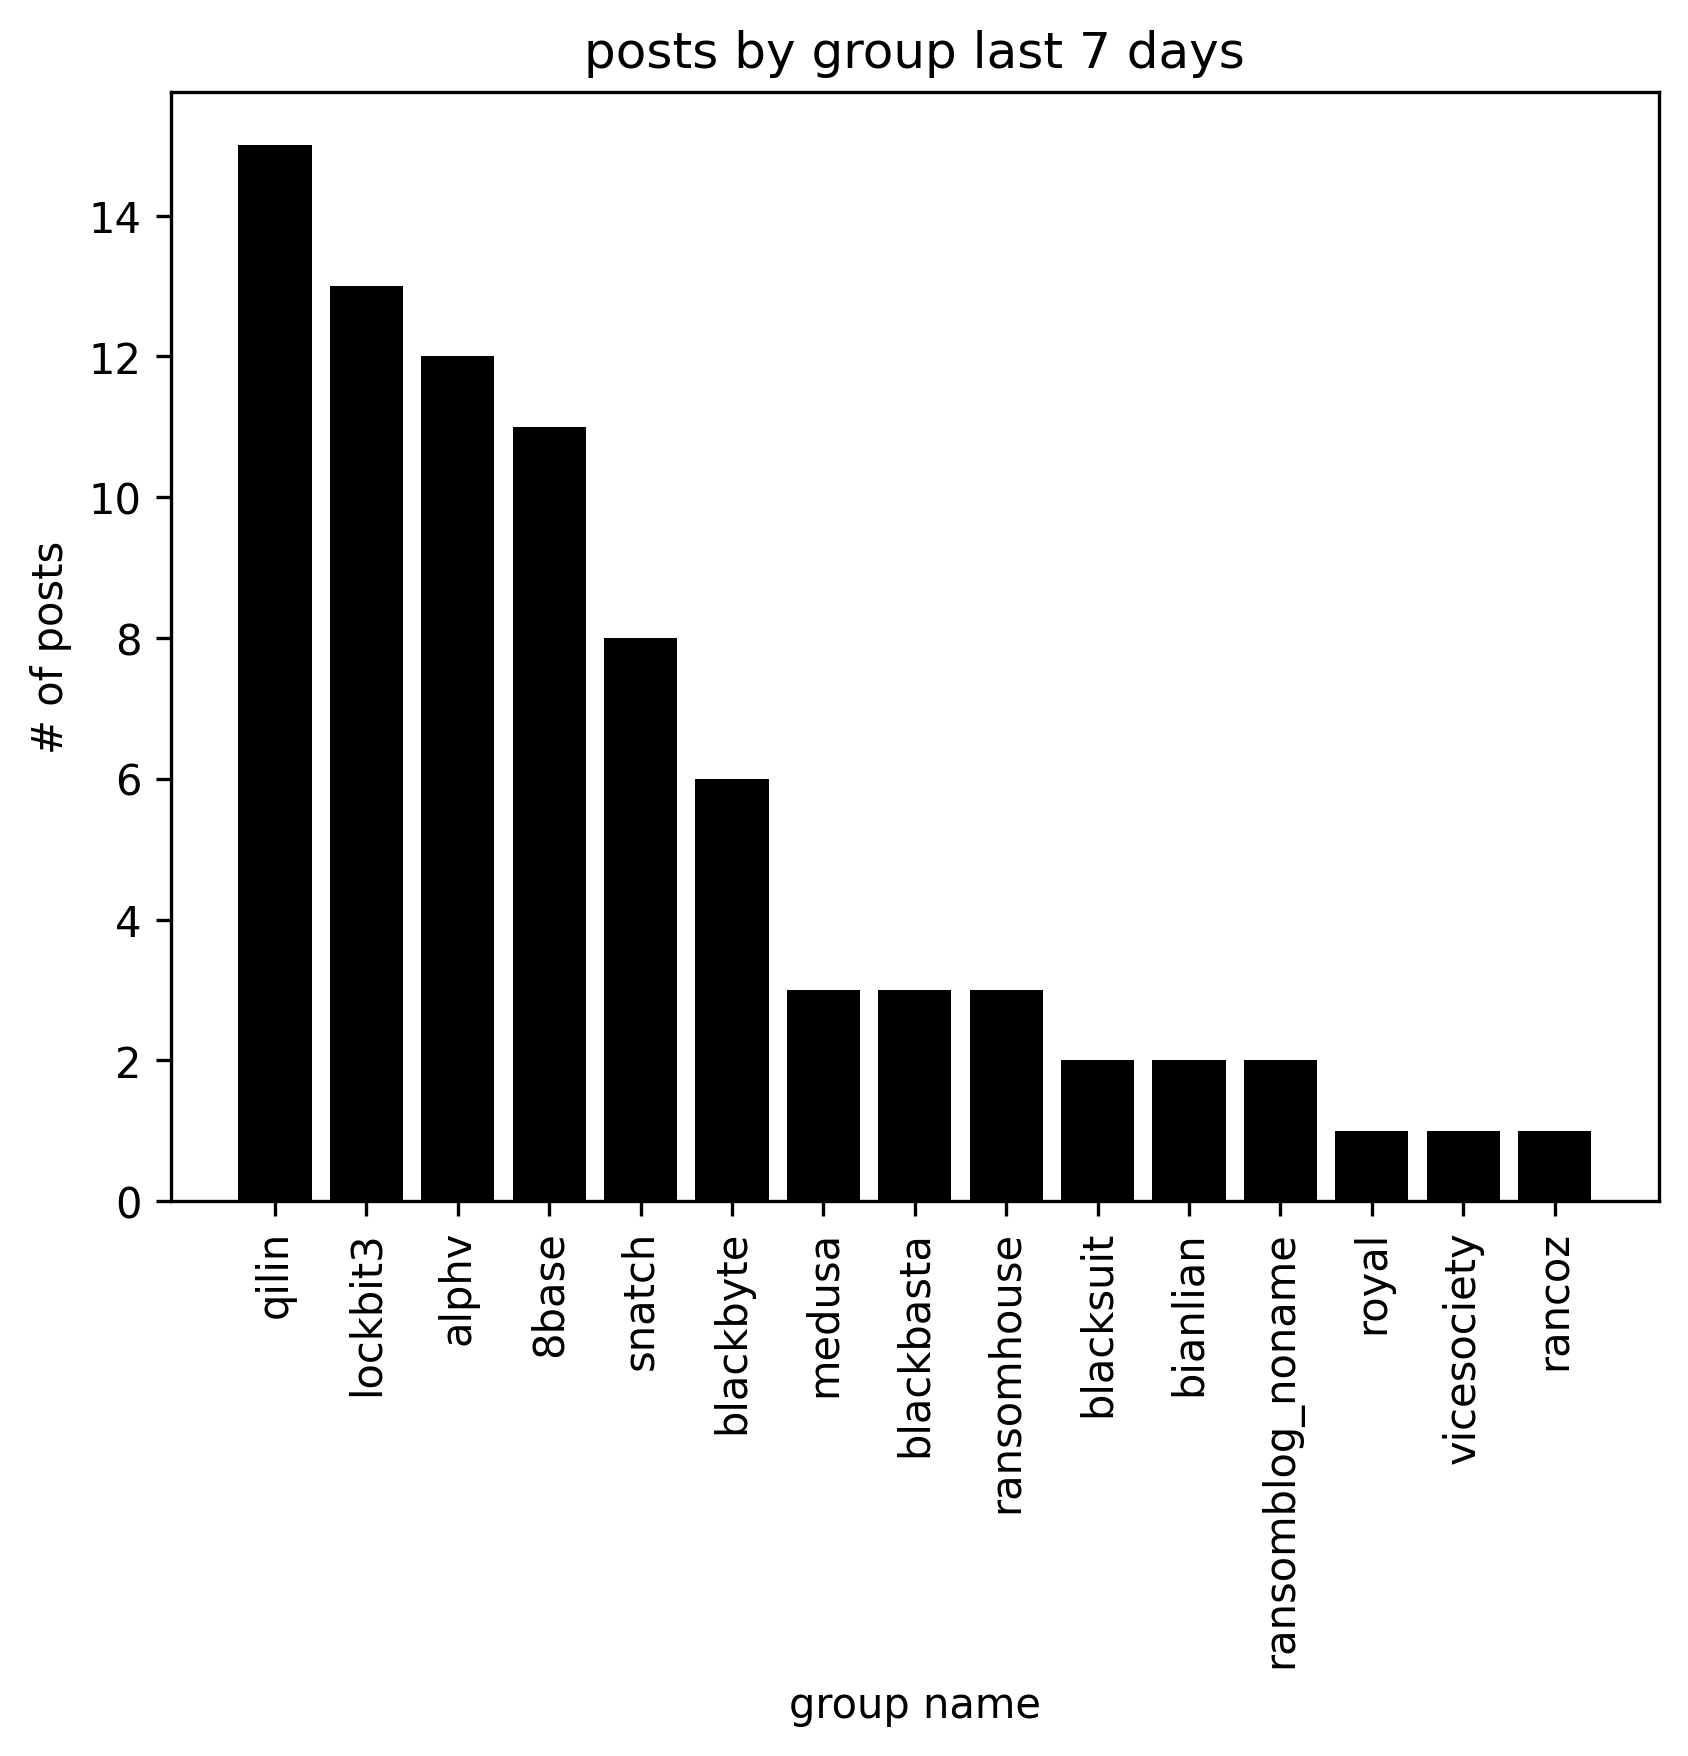 posts by group last 7 days
14
12
10
8
6
4
2
0
# of posts
qilin
lockbit3
alphv
8base
snatch
blackbyte
medusa
blackbasta
ransomhouse
blacksuit
bianlian
ransomblog_noname
royal
vicesociety
rancoz
group name